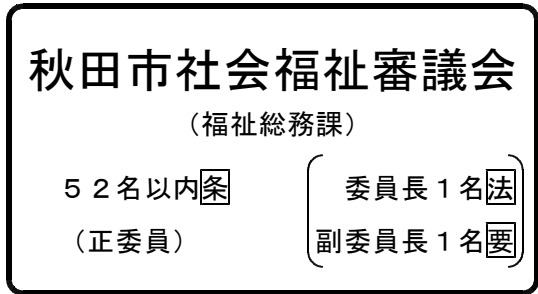 秋田市社会福祉審議会
（福祉総務課）
５２名以内条 委員長１名法
（正委員） 副委員長１名要